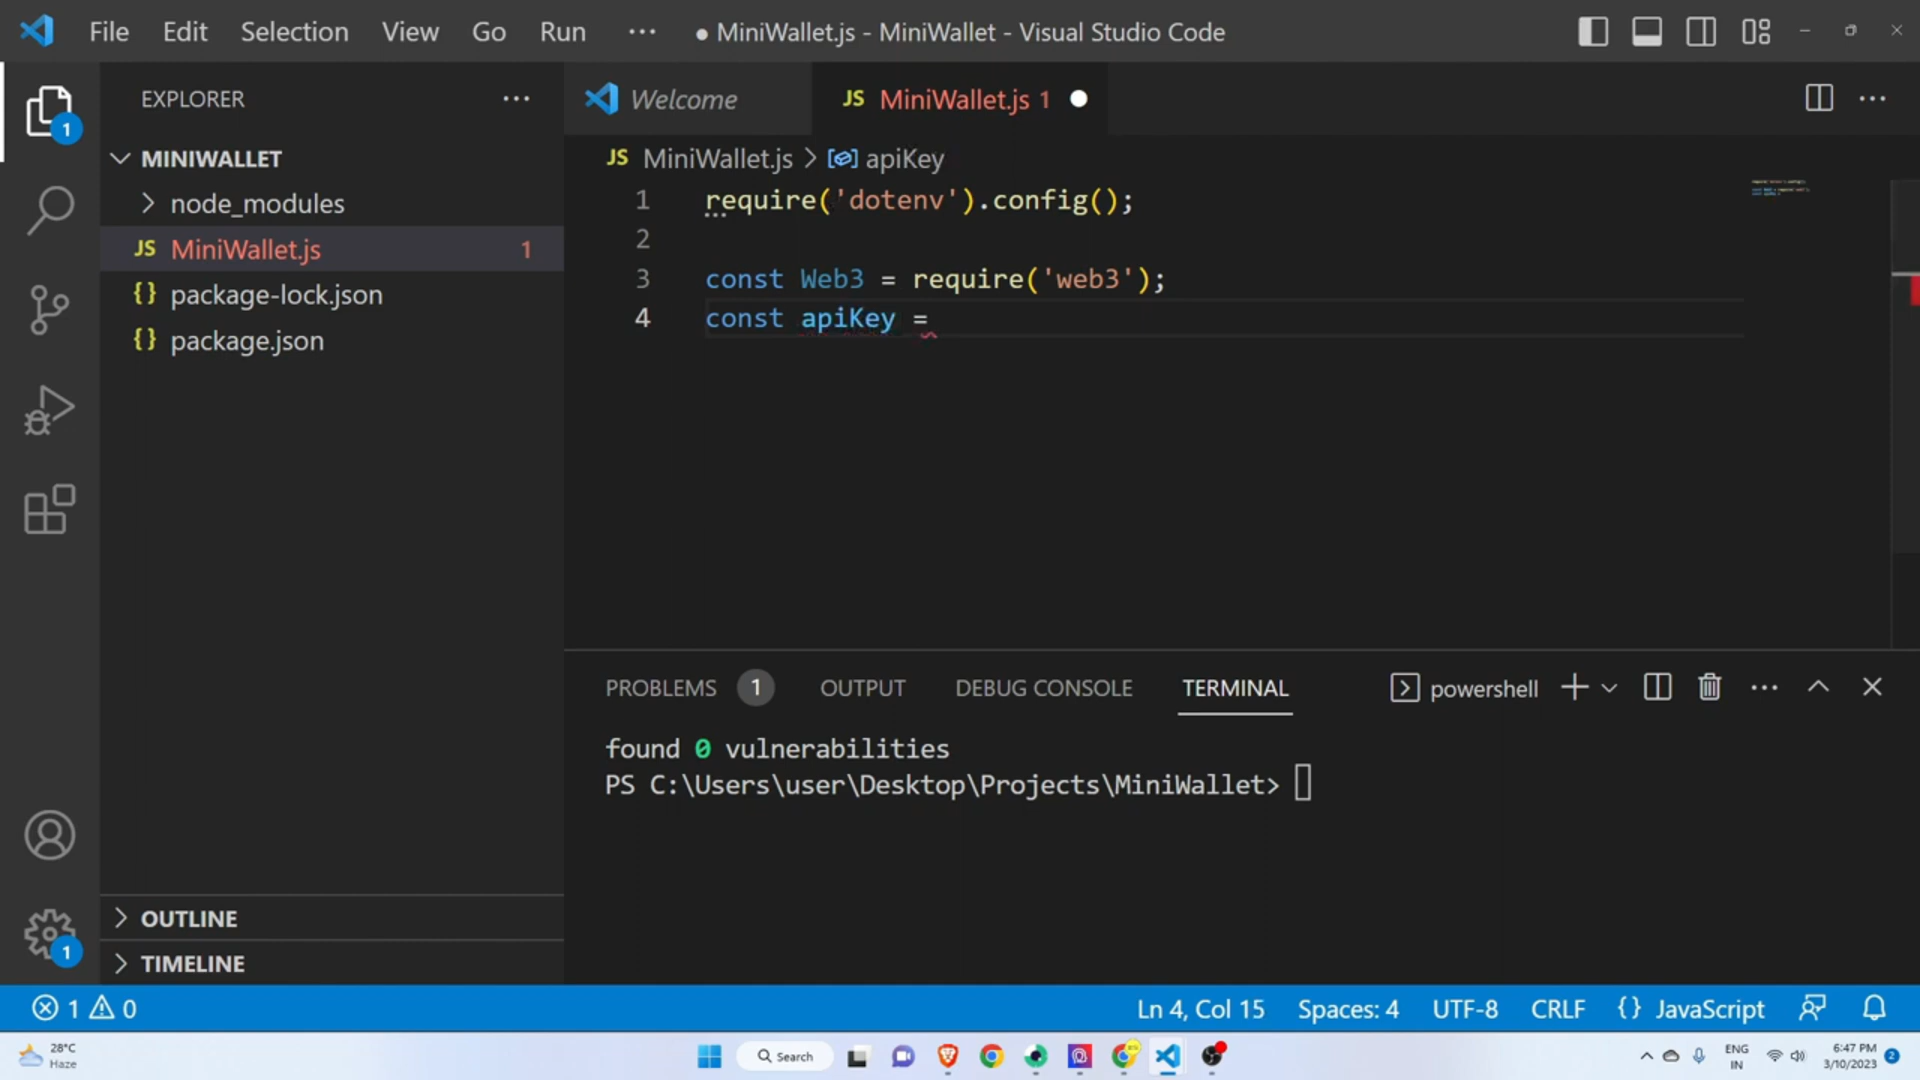 File Edit Selection View Go Run ··· ● MiniWallet.js - MiniWallet - Visual Studio Code
EXPLORER ···
Welcome JS MiniWallet.js 1 ●
MINIWALLET
node_modules
JS MiniWallet.js 1
{} package-lock.json
{} package.json
JS MiniWallet.js > apiKey
1 require('dotenv').config();
2
3 const Web3 = require('web3');
4 const apiKey =
PROBLEMS 1 OUTPUT DEBUG CONSOLE TERMINAL powershell
found 0 vulnerabilities
PS C:\Users\user\Desktop\Projects\MiniWallet>
1
OUTLINE
1
TIMELINE
1 0 Ln 4, Col 15 Spaces: 4 UTF-8 CRLF {} JavaScript
28°C
Haze
Search
ENG
IN
6:47 PM
3/10/2023
2